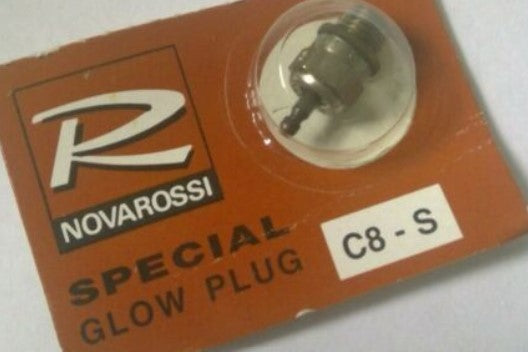 R
NOVAROSSI
SPECIAL
GLOW PLUG
C8 - S